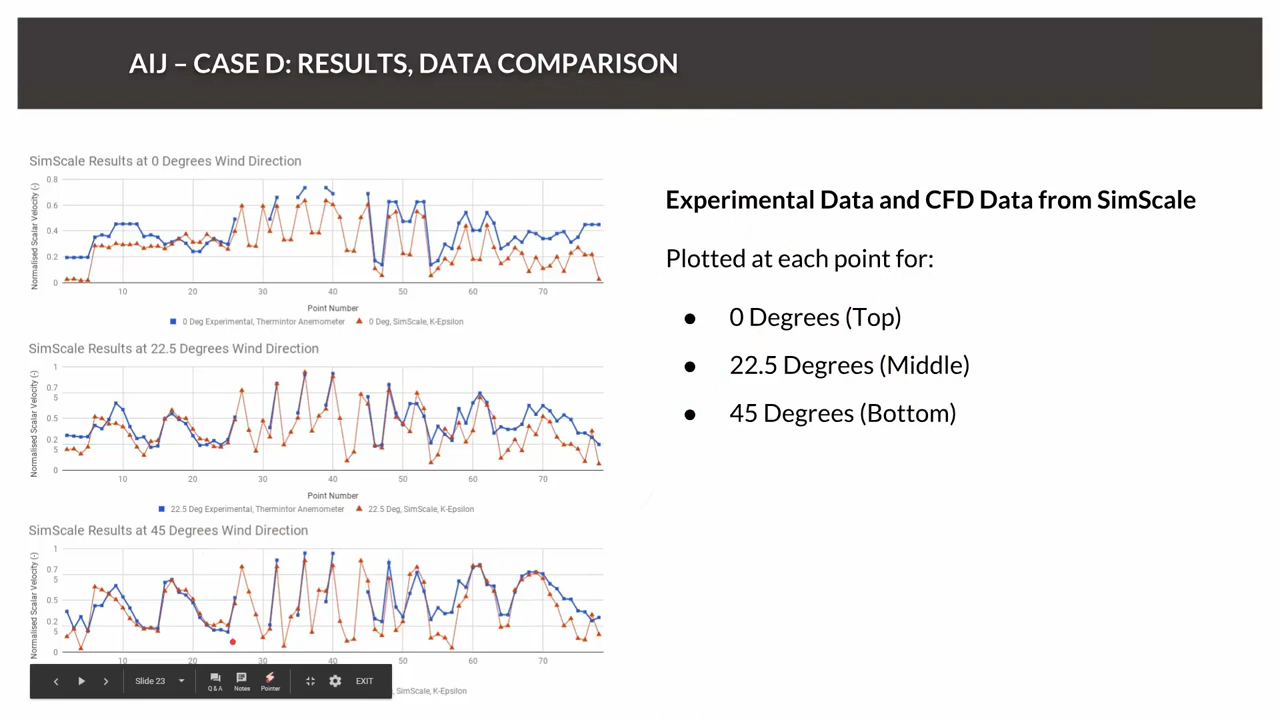 AIJ – CASE D: RESULTS, DATA COMPARISON
SimScale Results at 0 Degrees Wind Direction
Normalised Scalar Velocity (-)
0.8
0.6
0.4
0.2
0
10 20 30 40 50 60 70
Point Number
0 Deg Experimental, Thermintor Anemometer 0 Deg, SimScale, K-Epsilon
SimScale Results at 22.5 Degrees Wind Direction
Normalised Scalar Velocity (-)
1
0.7
5
0.5
0.2
5
0
10 20 30 40 50 60 70
Point Number
22.5 Deg Experimental, Thermintor Anemometer 22.5 Deg, SimScale, K-Epsilon
SimScale Results at 45 Degrees Wind Direction
Normalised Scalar Velocity (-)
1
0.7
5
0.5
0.2
5
0
10 20 30 40 50 60 70
, SimScale, K-Epsilon
Slide 23 Q & A Notes Pointer EXIT
Experimental Data and CFD Data from SimScale
Plotted at each point for:
● 0 Degrees (Top)
● 22.5 Degrees (Middle)
● 45 Degrees (Bottom)